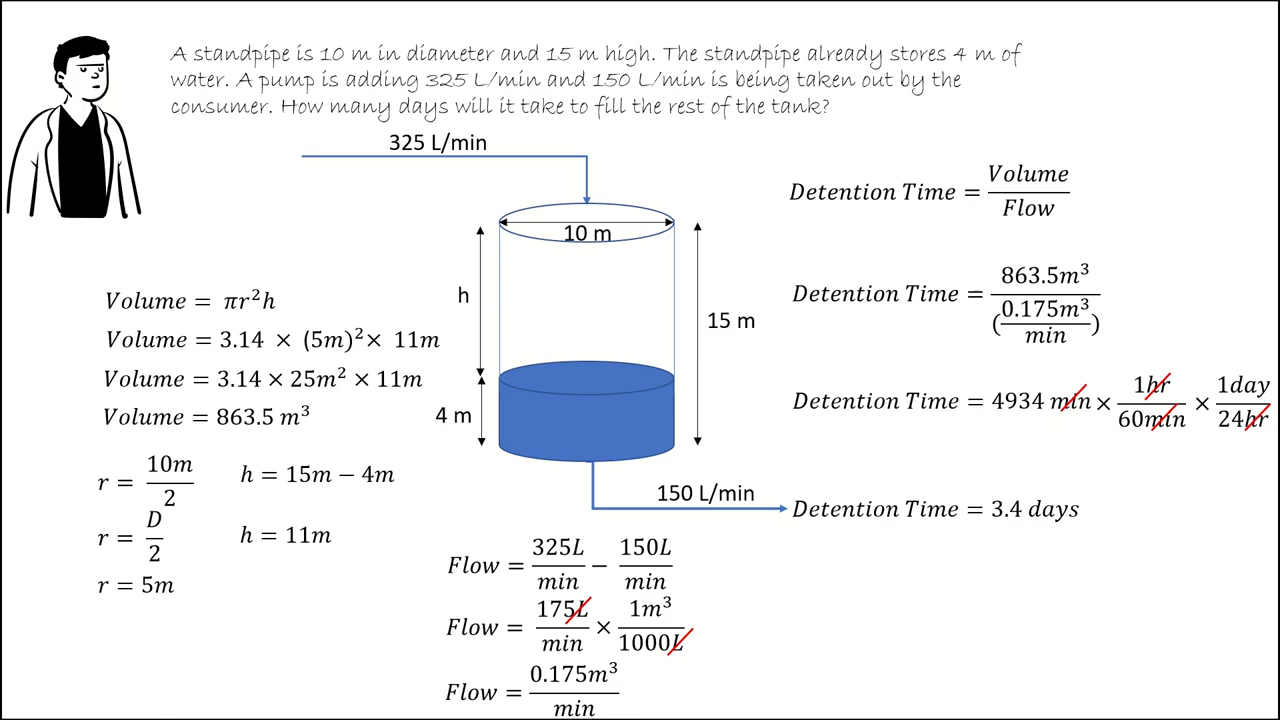 A standpipe is 10 m in diameter and 15 m high. The standpipe already stores 4 m of
water. A pump is adding 325 L/min and 150 L/min is being taken out by the
consumer. How many days will it take to fill the rest of the tank?
325 L/min
10 m
h
15 m
4 m
150 L/min
Volume = πr²h
Volume = 3.14 × (5m)² × 11m
Volume = 3.14 × 25m² × 11m
Volume = 863.5 m³
r = 10m/2
r = D/2
r = 5m
h = 15m − 4m
h = 11m
Flow = 325L/min − 150L/min
Flow = 175L/min × 1m³/1000L
Flow = 0.175m³/min
Detention Time = Volume/Flow
Detention Time = 863.5m³/(0.175m³/min)
Detention Time = 4934 min × 1hr/60min × 1day/24hr
Detention Time = 3.4 days